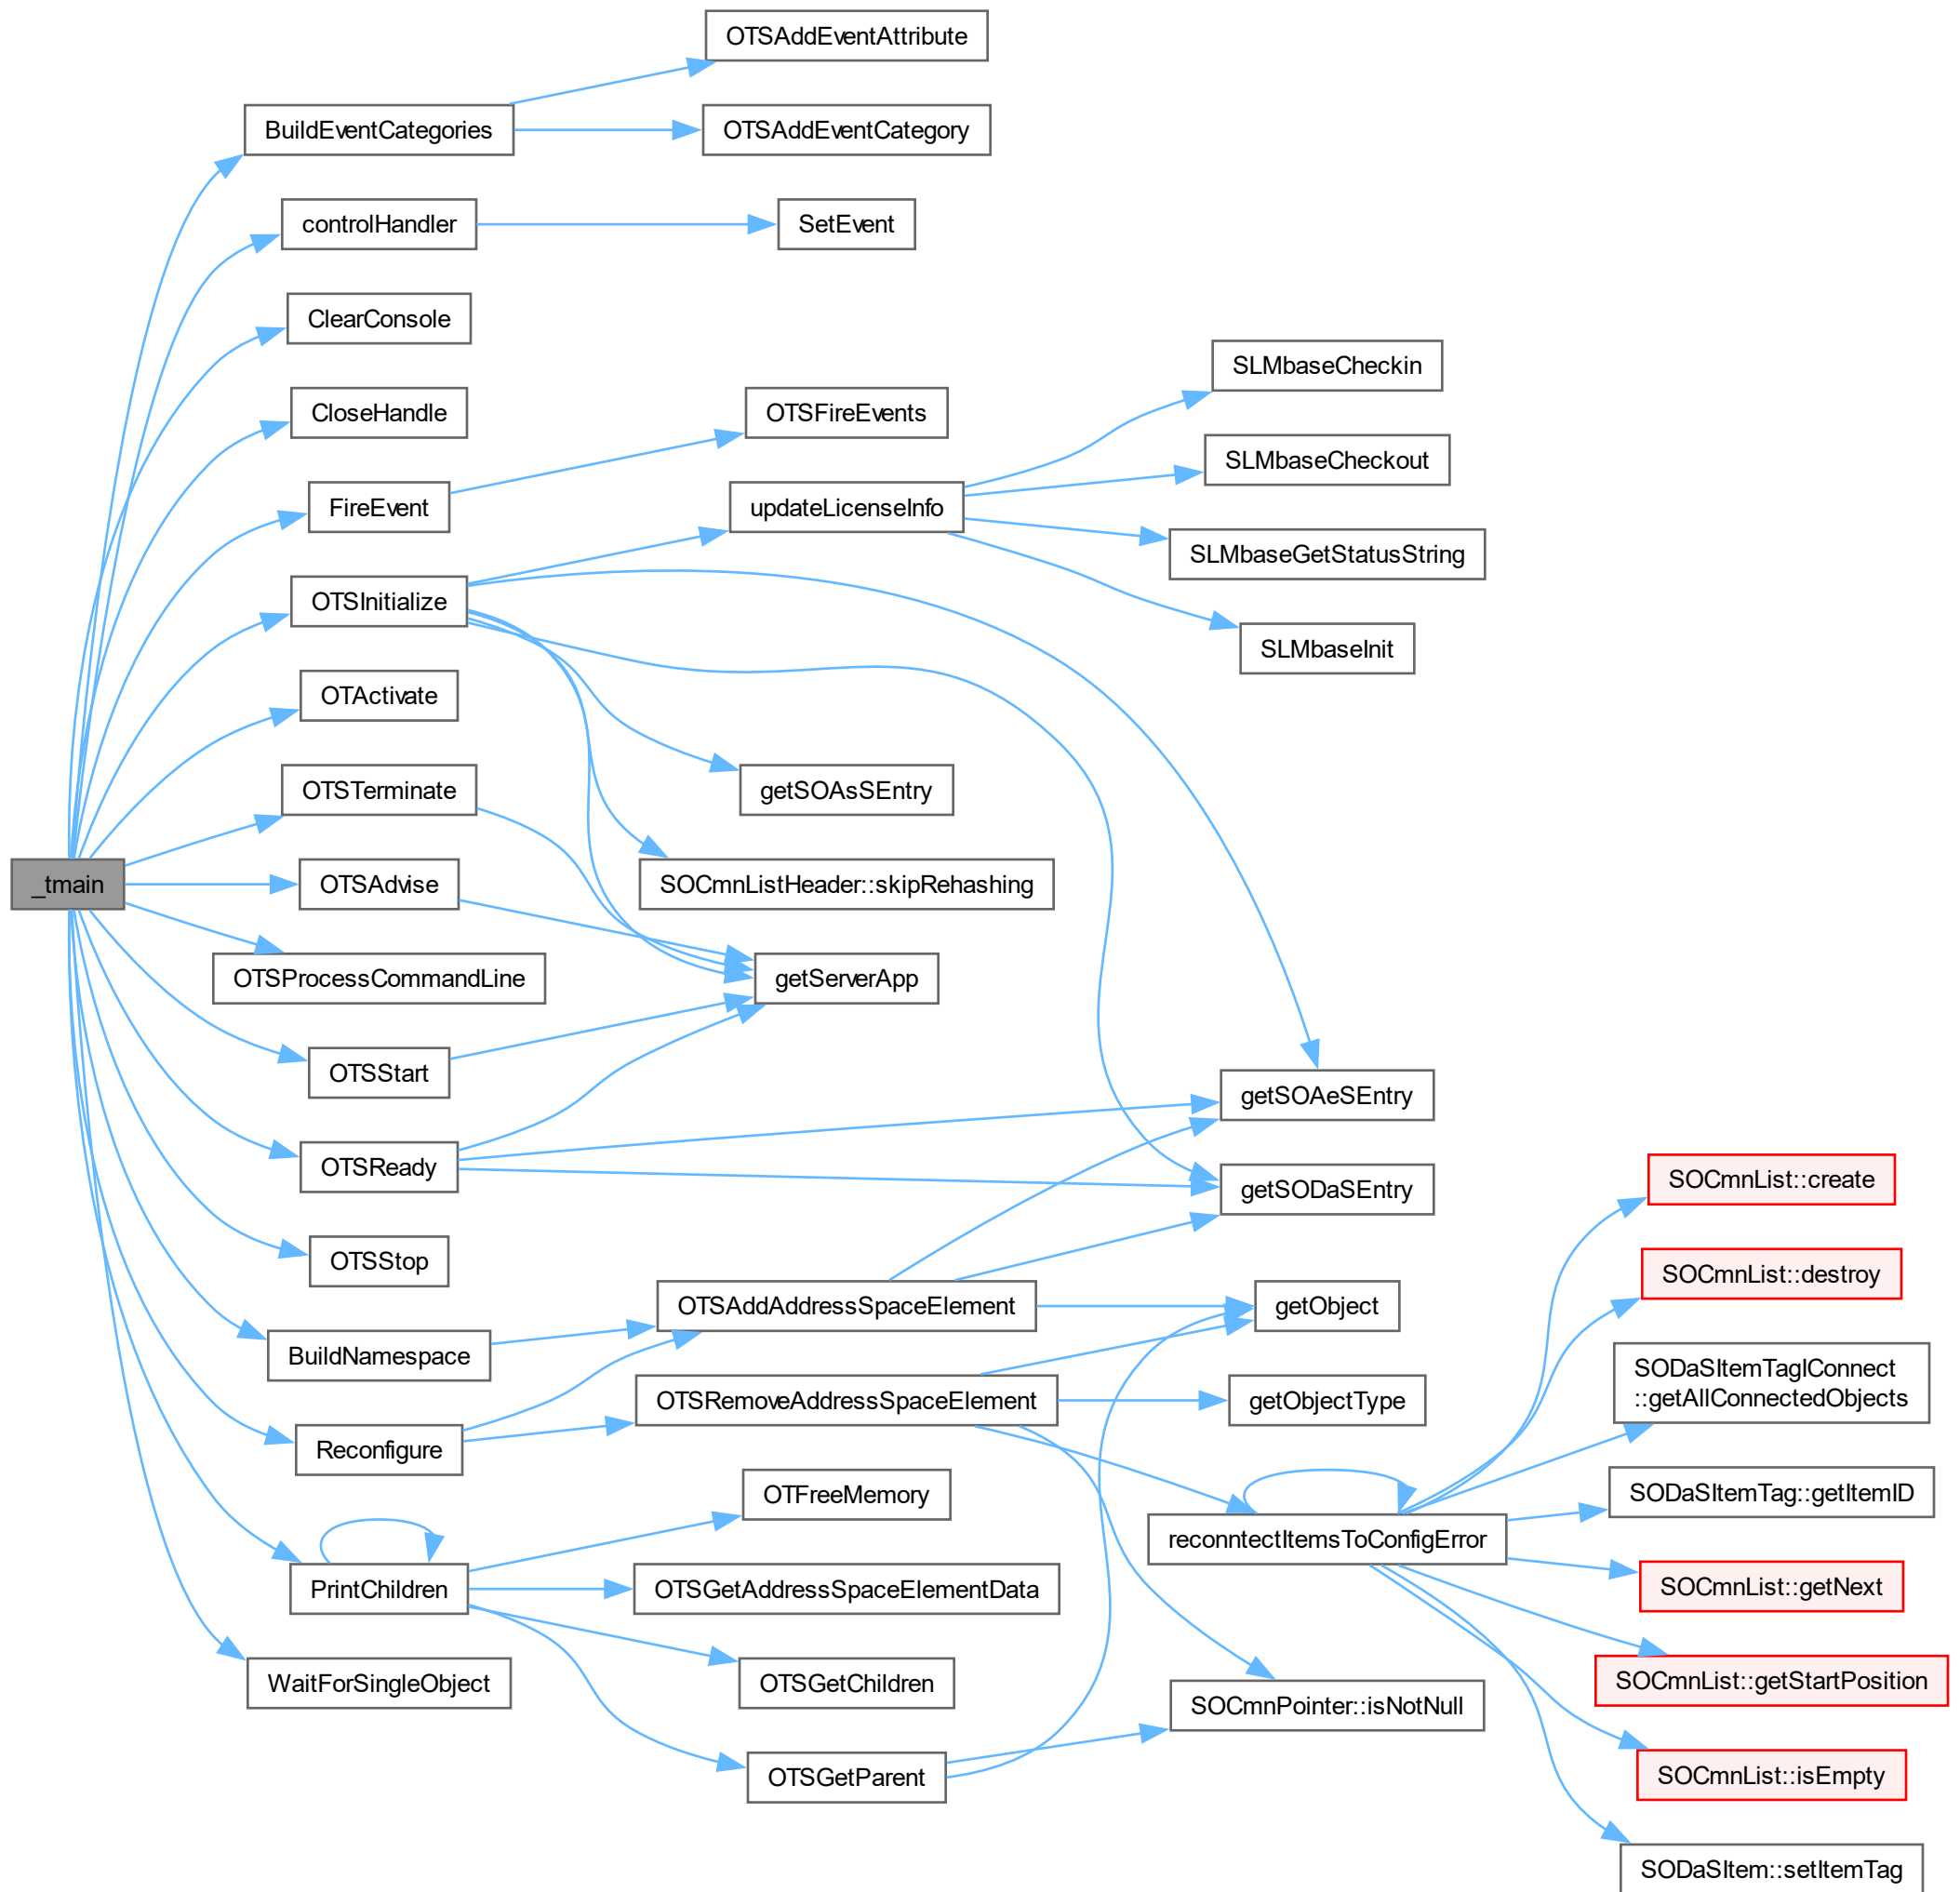 OTSAddEventAttribute
BuildEventCategories
OTSAddEventCategory
controlHandler
SetEvent
ClearConsole
SLMbaseCheckin
CloseHandle
OTSFireEvents
SLMbaseCheckout
FireEvent
updateLicenseInfo
SLMbaseGetStatusString
OTSInitialize
SLMbaseInit
OTActivate
OTSTerminate
getSOAsSEntry
_tmain
OTSAdvise
SOCmnListHeader::skipRehashing
OTSProcessCommandLine
getServerApp
OTSStart
getSOAeSEntry
OTSReady
getSODaSEntry
SOCmnList::create
OTSStop
SOCmnList::destroy
OTSAddAddressSpaceElement
getObject
BuildNamespace
SODaSItemTagIConnect
::getAllConnectedObjects
OTSRemoveAddressSpaceElement
getObjectType
Reconfigure
OTFreeMemory
SODaSItemTag::getItemID
reconntectItemsToConfigError
PrintChildren
OTSGetAddressSpaceElementData
SOCmnList::getNext
WaitForSingleObject
OTSGetChildren
SOCmnList::getStartPosition
SOCmnPointer::isNotNull
OTSGetParent
SOCmnList::isEmpty
SODaSItem::setItemTag